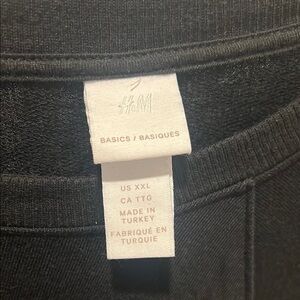 H&M
BASICS / BASIQUES
US XXL
CA TTG
MADE IN
TURKEY
FABRIQUÉ EN
TURQUIE